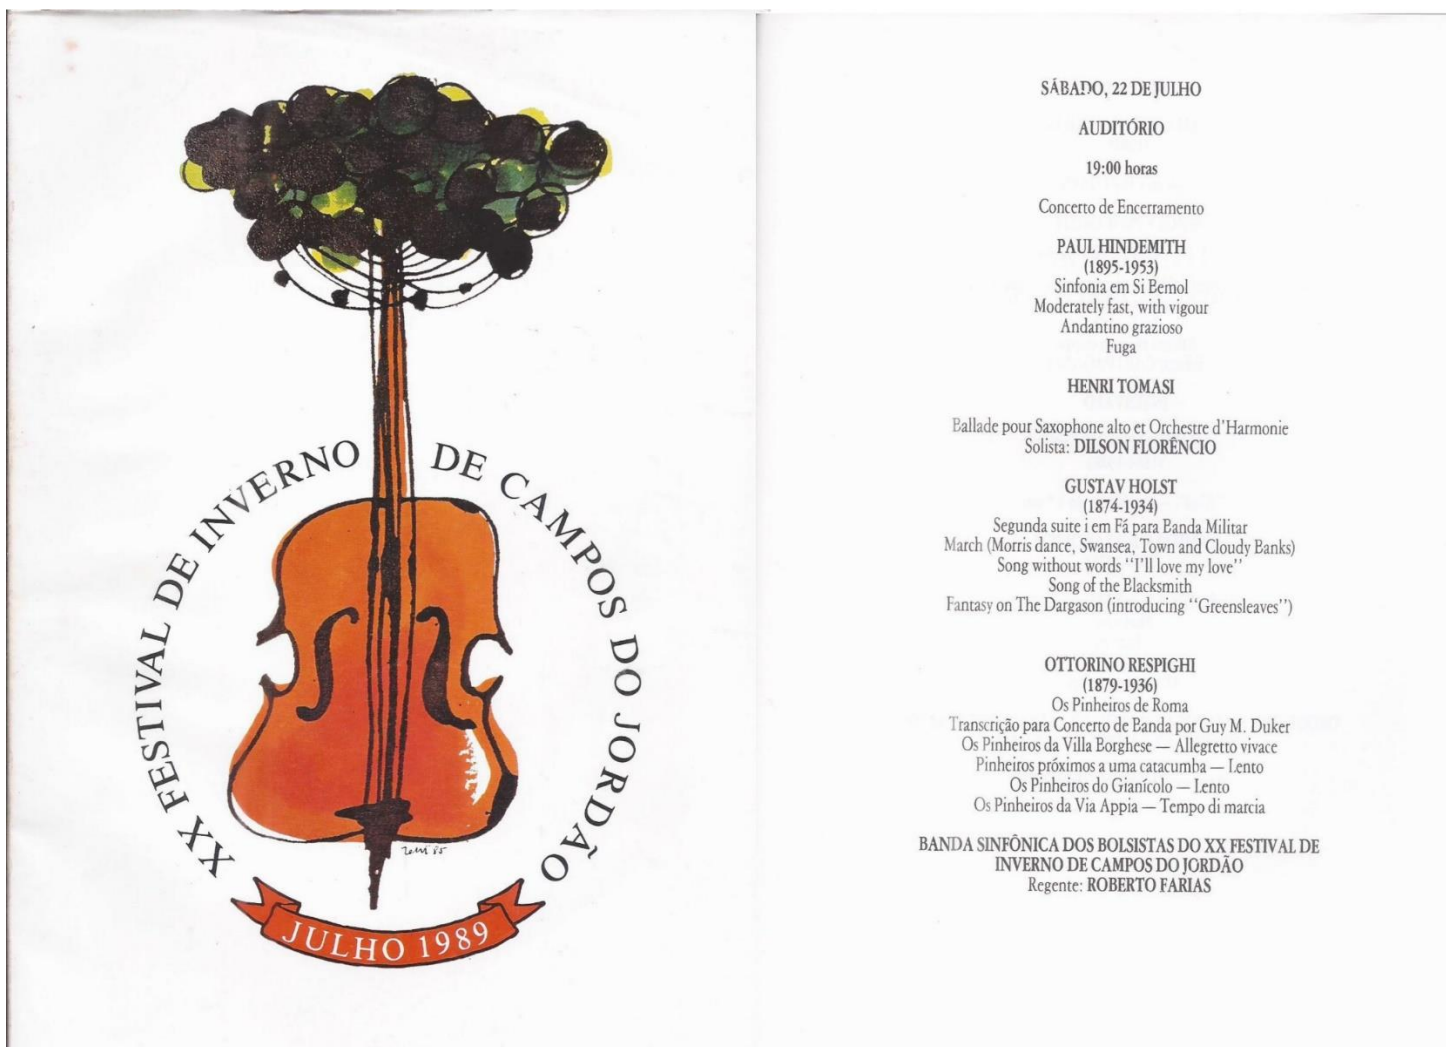 XX FESTIVAL DE INVERNO DE CAMPOS DO JORDÃO
JULHO 1989
SÁBADO, 22 DE JULHO
AUDITÓRIO
19:00 horas
Concerto de Encerramento
PAUL HINDEMITH
(1895-1953)
Sinfonia em Si Bemol
Moderately fast, with vigour
Andantino grazioso
Fuga
HENRI TOMASI
Ballade pour Saxophone alto et Orchestre d'Harmonie
Solista: DILSON FLORÊNCIO
GUSTAV HOLST
(1874-1934)
Segunda suite i em Fá para Banda Militar
March (Morris dance, Swansea, Town and Cloudy Banks)
Song without words "I'll love my love"
Song of the Blacksmith
Fantasy on The Dargason (introducing "Greensleaves")
OTTORINO RESPIGHI
(1879-1936)
Os Pinheiros de Roma
Transcrição para Concerto de Banda por Guy M. Duker
Os Pinheiros da Villa Borghese — Allegretto vivace
Pinheiros próximos a uma catacumba — Lento
Os Pinheiros do Gianícolo — Lento
Os Pinheiros da Via Appia — Tempo di marcia
BANDA SINFÔNICA DOS BOLSISTAS DO XX FESTIVAL DE
INVERNO DE CAMPOS DO JORDÃO
Regente: ROBERTO FARIAS